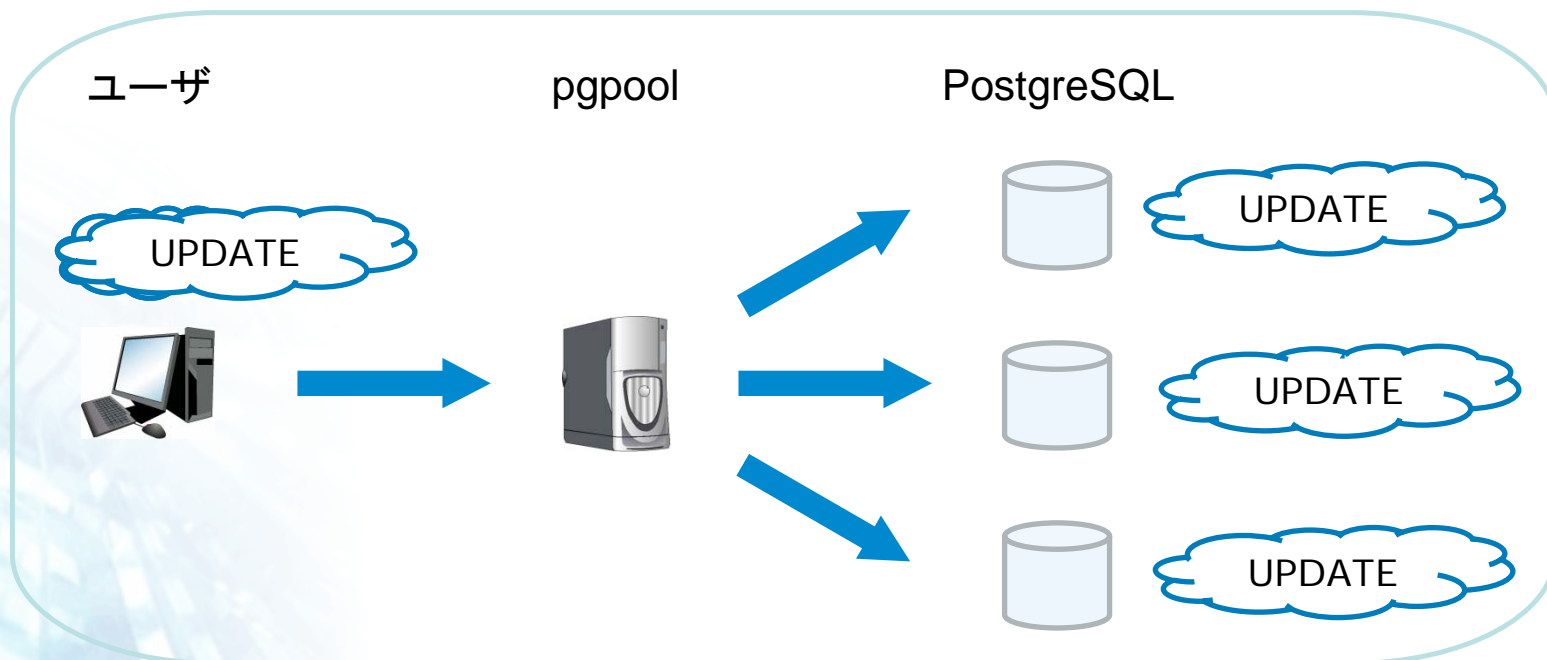 ユーザ
pgpool
PostgreSQL
UPDATE
UPDATE
UPDATE
UPDATE